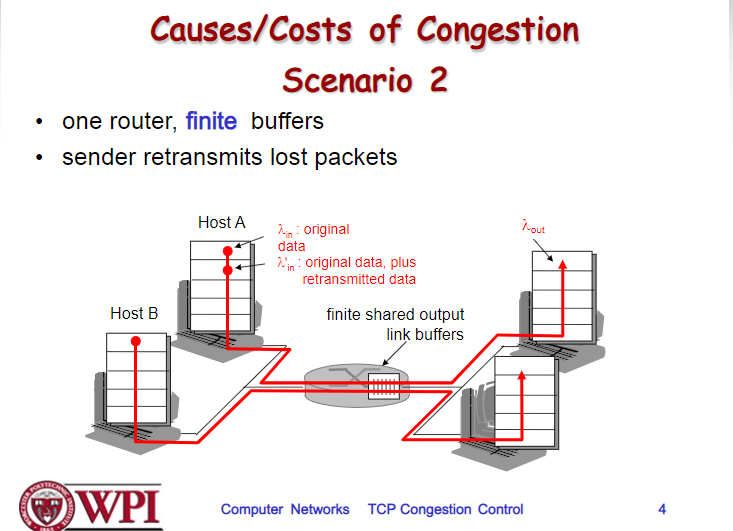 Causes/Costs of Congestion
Scenario 2
• one router, finite buffers
• sender retransmits lost packets
Host A
λin : original
data
λ'in : original data, plus
retransmitted data
λout
Host B
finite shared output
link buffers
WPI
Computer Networks TCP Congestion Control
4